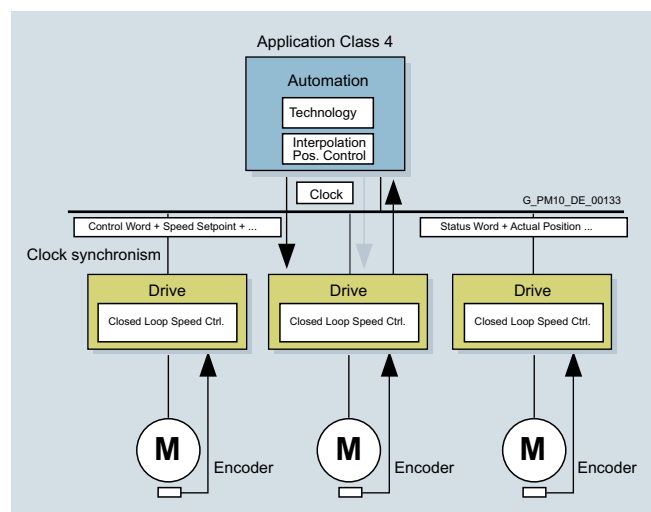 Application Class 4
Automation
Technology
Interpolation
Pos. Control
Clock
G_PM10_DE_00133
Control Word + Speed Setpoint + ...
Status Word + Actual Position ...
Clock synchronism
Drive
Drive
Drive
Closed Loop Speed Ctrl.
Closed Loop Speed Ctrl.
Closed Loop Speed Ctrl.
M
M
M
Encoder
Encoder
Encoder